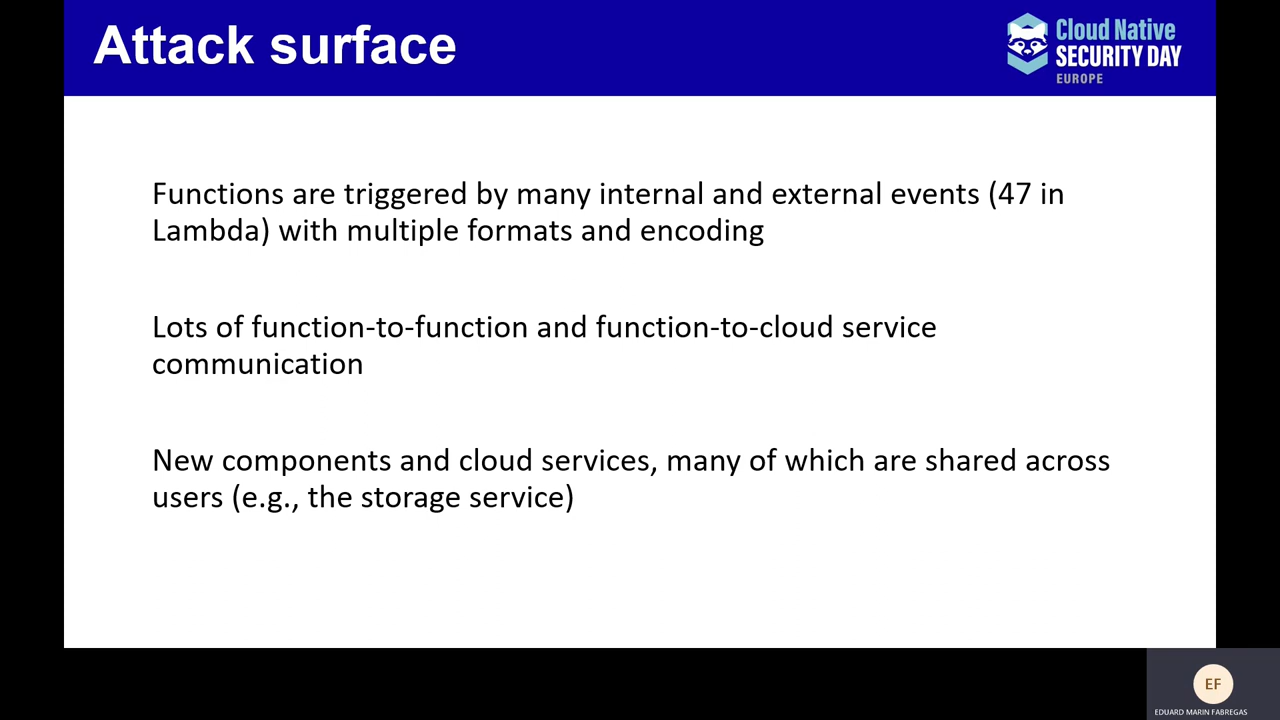 Attack surface
Cloud Native
SECURITY DAY
EUROPE
Functions are triggered by many internal and external events (47 in
Lambda) with multiple formats and encoding
Lots of function-to-function and function-to-cloud service
communication
New components and cloud services, many of which are shared across
users (e.g., the storage service)
EF
EDUARD MARIN FABREGAS